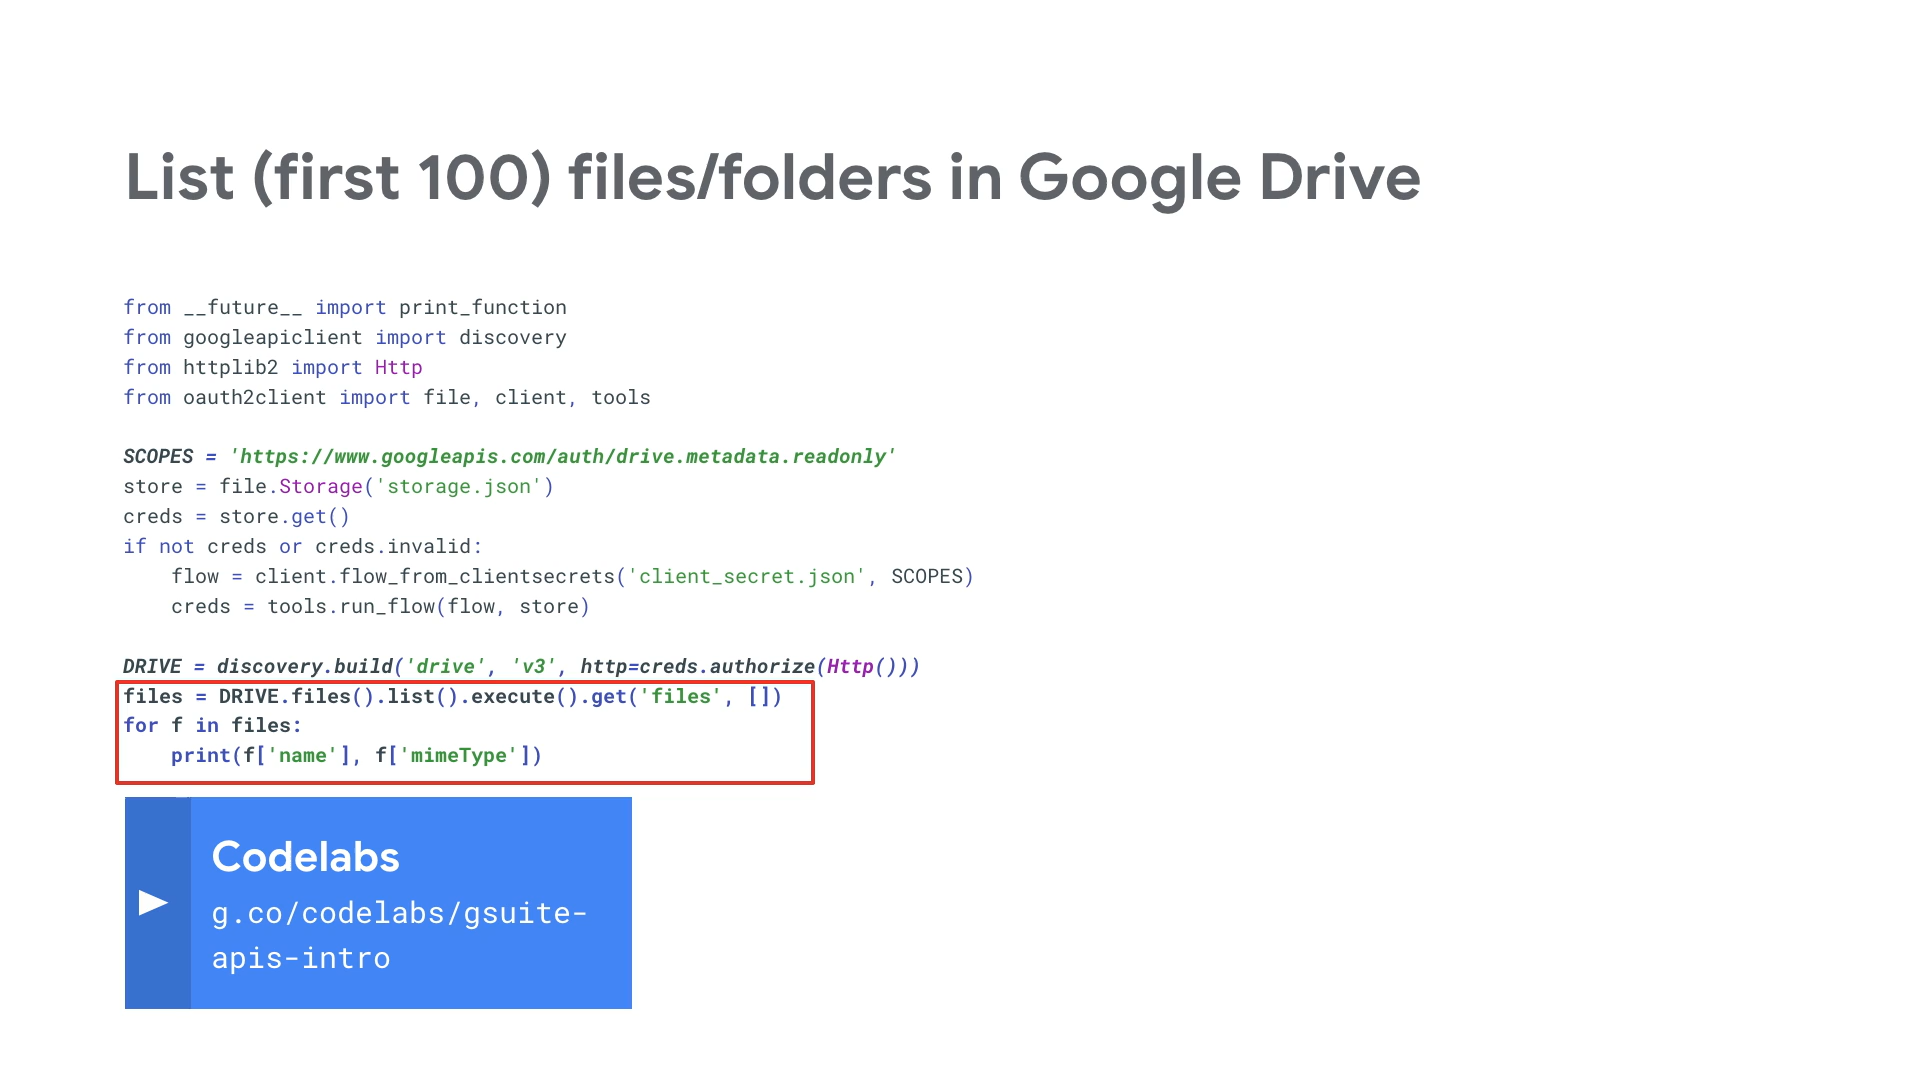 List (first 100) files/folders in Google Drive
from __future__ import print_function
from googleapiclient import discovery
from httplib2 import Http
from oauth2client import file, client, tools
SCOPES = 'https://www.googleapis.com/auth/drive.metadata.readonly'
store = file.Storage('storage.json')
creds = store.get()
if not creds or creds.invalid:
    flow = client.flow_from_clientsecrets('client_secret.json', SCOPES)
    creds = tools.run_flow(flow, store)
DRIVE = discovery.build('drive', 'v3', http=creds.authorize(Http()))
files = DRIVE.files().list().execute().get('files', [])
for f in files:
    print(f['name'], f['mimeType'])
Codelabs
g.co/codelabs/gsuite-
apis-intro